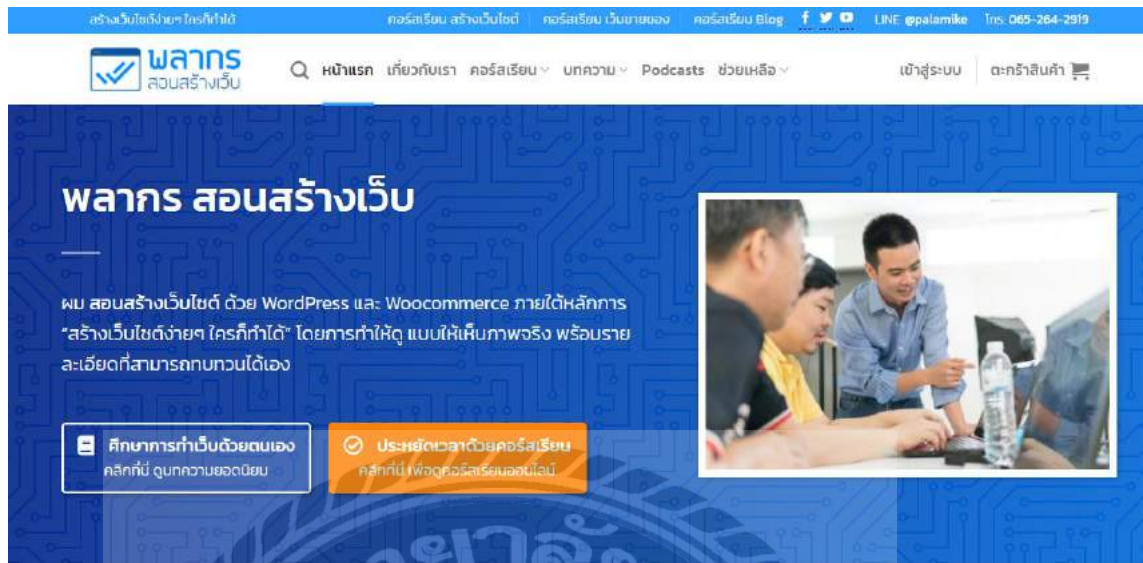 สร้างเว็บไซต์ง่ายๆ ใครก็ทำได้
คอร์สเรียน สร้างเว็บไซต์ คอร์สเรียน เว็บขายของ คอร์สเรียน Blog LINE @palamike โทร: 065-264-2919
พลากร
สอนสร้างเว็บ
หน้าแรก เกี่ยวกับเรา คอร์สเรียน บทความ Podcasts ช่วยเหลือ เข้าสู่ระบบ ตะกร้าสินค้า
พลากร สอนสร้างเว็บ
ผม สอนสร้างเว็บไซต์ ด้วย WordPress และ Woocommerce ภายใต้หลักการ
“สร้างเว็บไซต์ง่ายๆ ใครก็ทำได้” โดยการทำให้ดู แบบให้เห็นภาพจริง พร้อมราย
ละเอียดที่สามารถทบทวนได้เอง
ศึกษาการทำเว็บด้วยตนเอง
คลิกที่นี่ ดูบทความยอดนิยม
ประหยัดเวลาด้วยคอร์สเรียน
คลิกที่นี่ เพื่อดูคอร์สเรียนออนไลน์